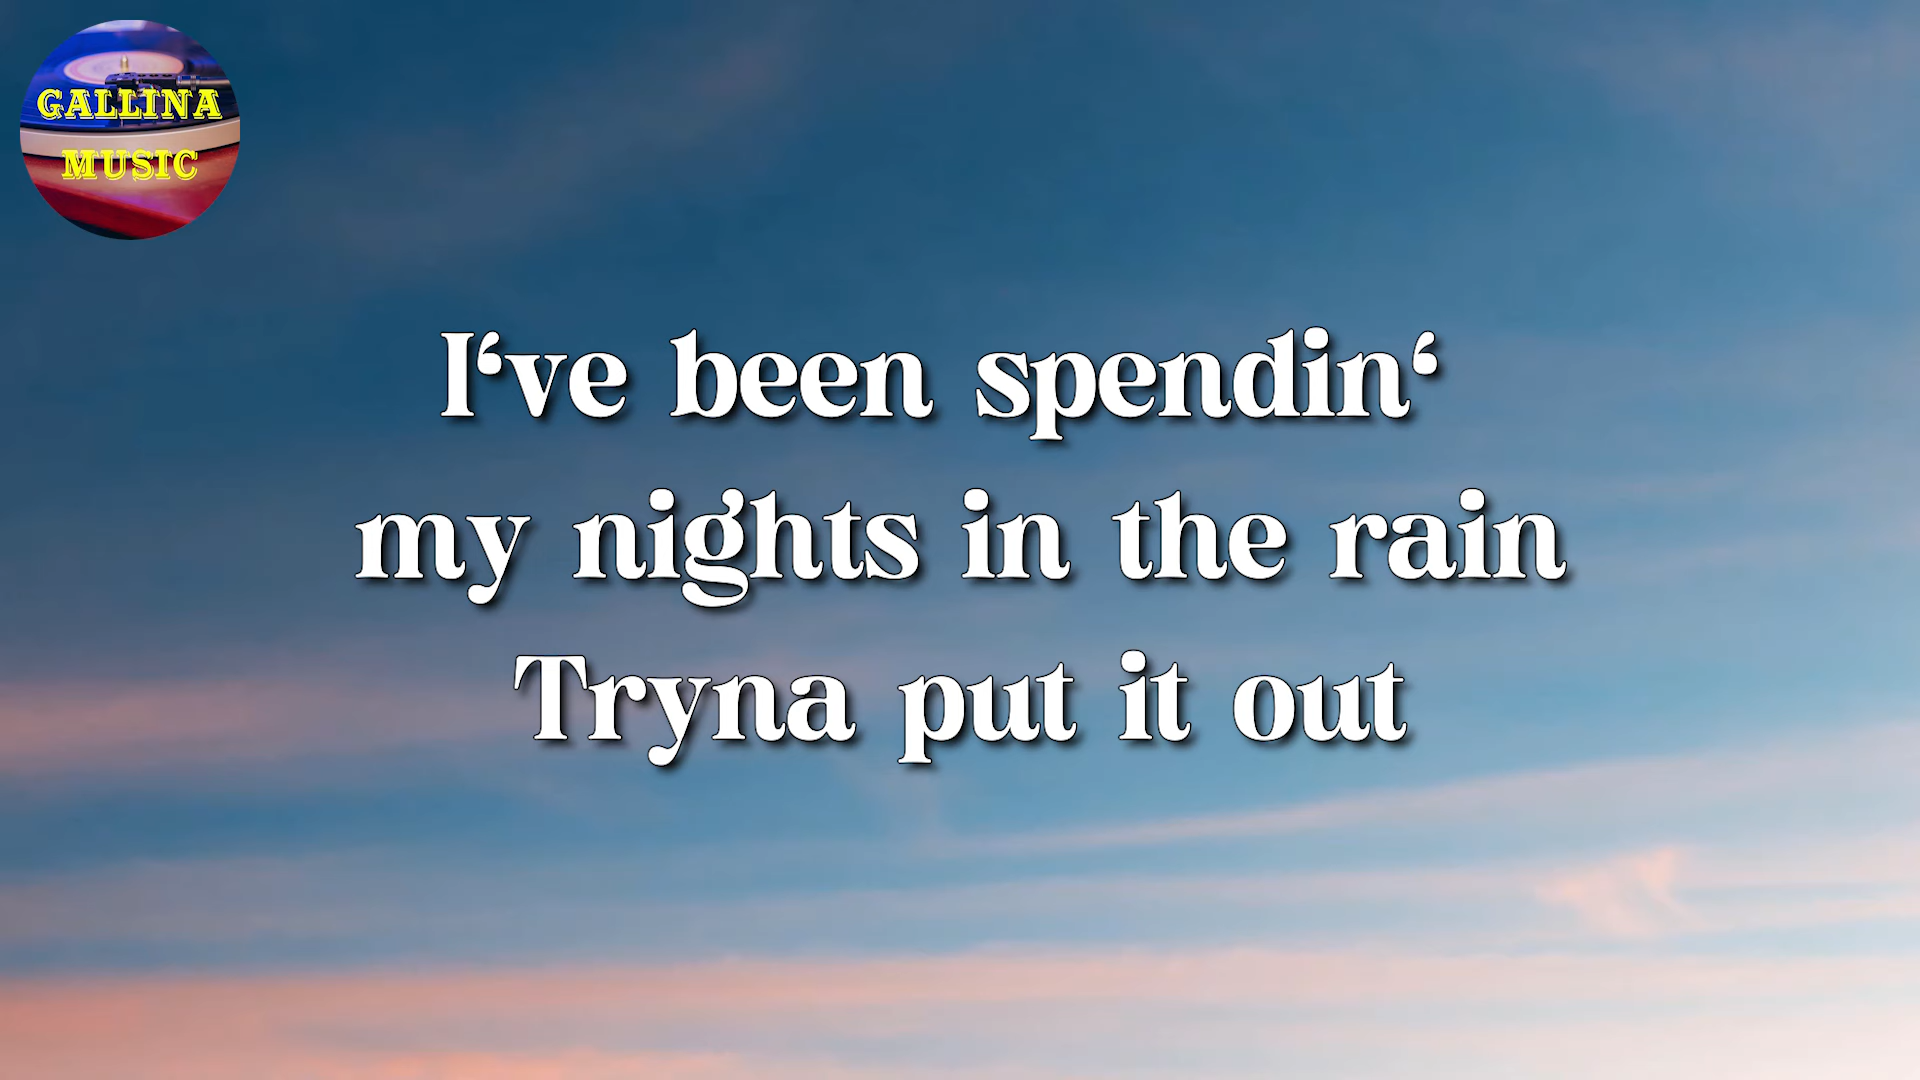 GALLINA
MUSIC
I‘ve been spendin‘
my nights in the rain
Tryna put it out